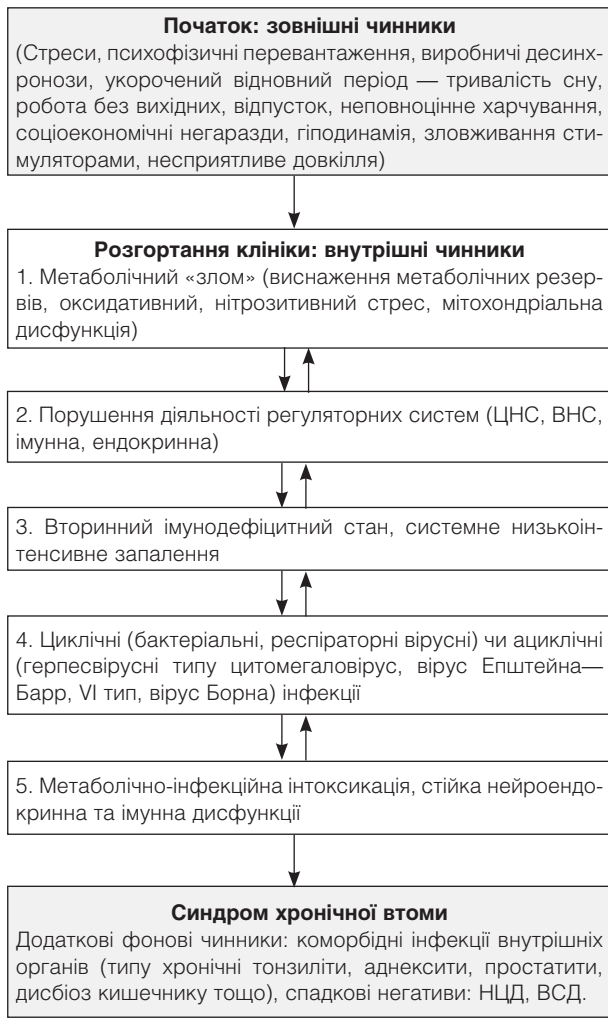 Початок: зовнішні чинники
(Стреси, психофізичні перевантаження, виробничі десинх-
ронози, укорочений відновний період — тривалість сну,
робота без вихідних, відпусток, неповноцінне харчування,
соціоекономічні негаразди, гіподинамія, зловживання сти-
муляторами, несприятливе довкілля)
Розгортання клініки: внутрішні чинники
1. Метаболічний «злом» (виснаження метаболічних резер-
вів, оксидативний, нітрозитивний стрес, мітохондріальна
дисфункція)
2. Порушення діяльності регуляторних систем (ЦНС, ВНС,
імунна, ендокринна)
3. Вторинний імунодефіцитний стан, системне низькоін-
тенсивне запалення
4. Циклічні (бактеріальні, респіраторні вірусні) чи ациклічні
(герпесвірусні типу цитомегаловірус, вірус Епштейна—
Барр, VI тип, вірус Борна) інфекції
5. Метаболічно-інфекційна інтоксикація, стійка нейроендо-
кринна та імунна дисфункції
Синдром хронічної втоми
Додаткові фонові чинники: коморбідні інфекції внутрішніх
органів (типу хронічні тонзиліти, аднексити, простатити,
дисбіоз кишечнику тощо), спадкові негативи: НЦД, ВСД.